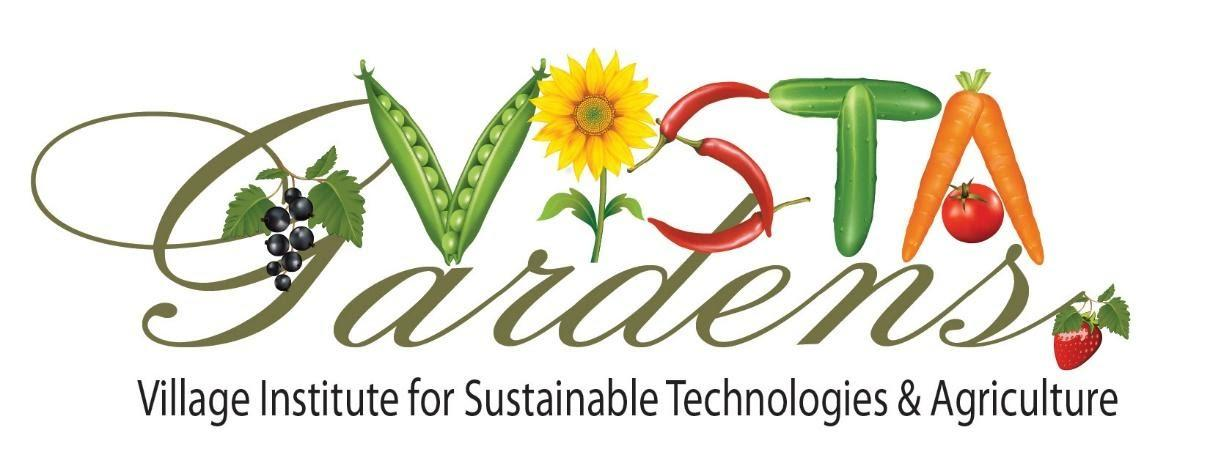 VISTA
Gardens
Village Institute for Sustainable Technologies & Agriculture